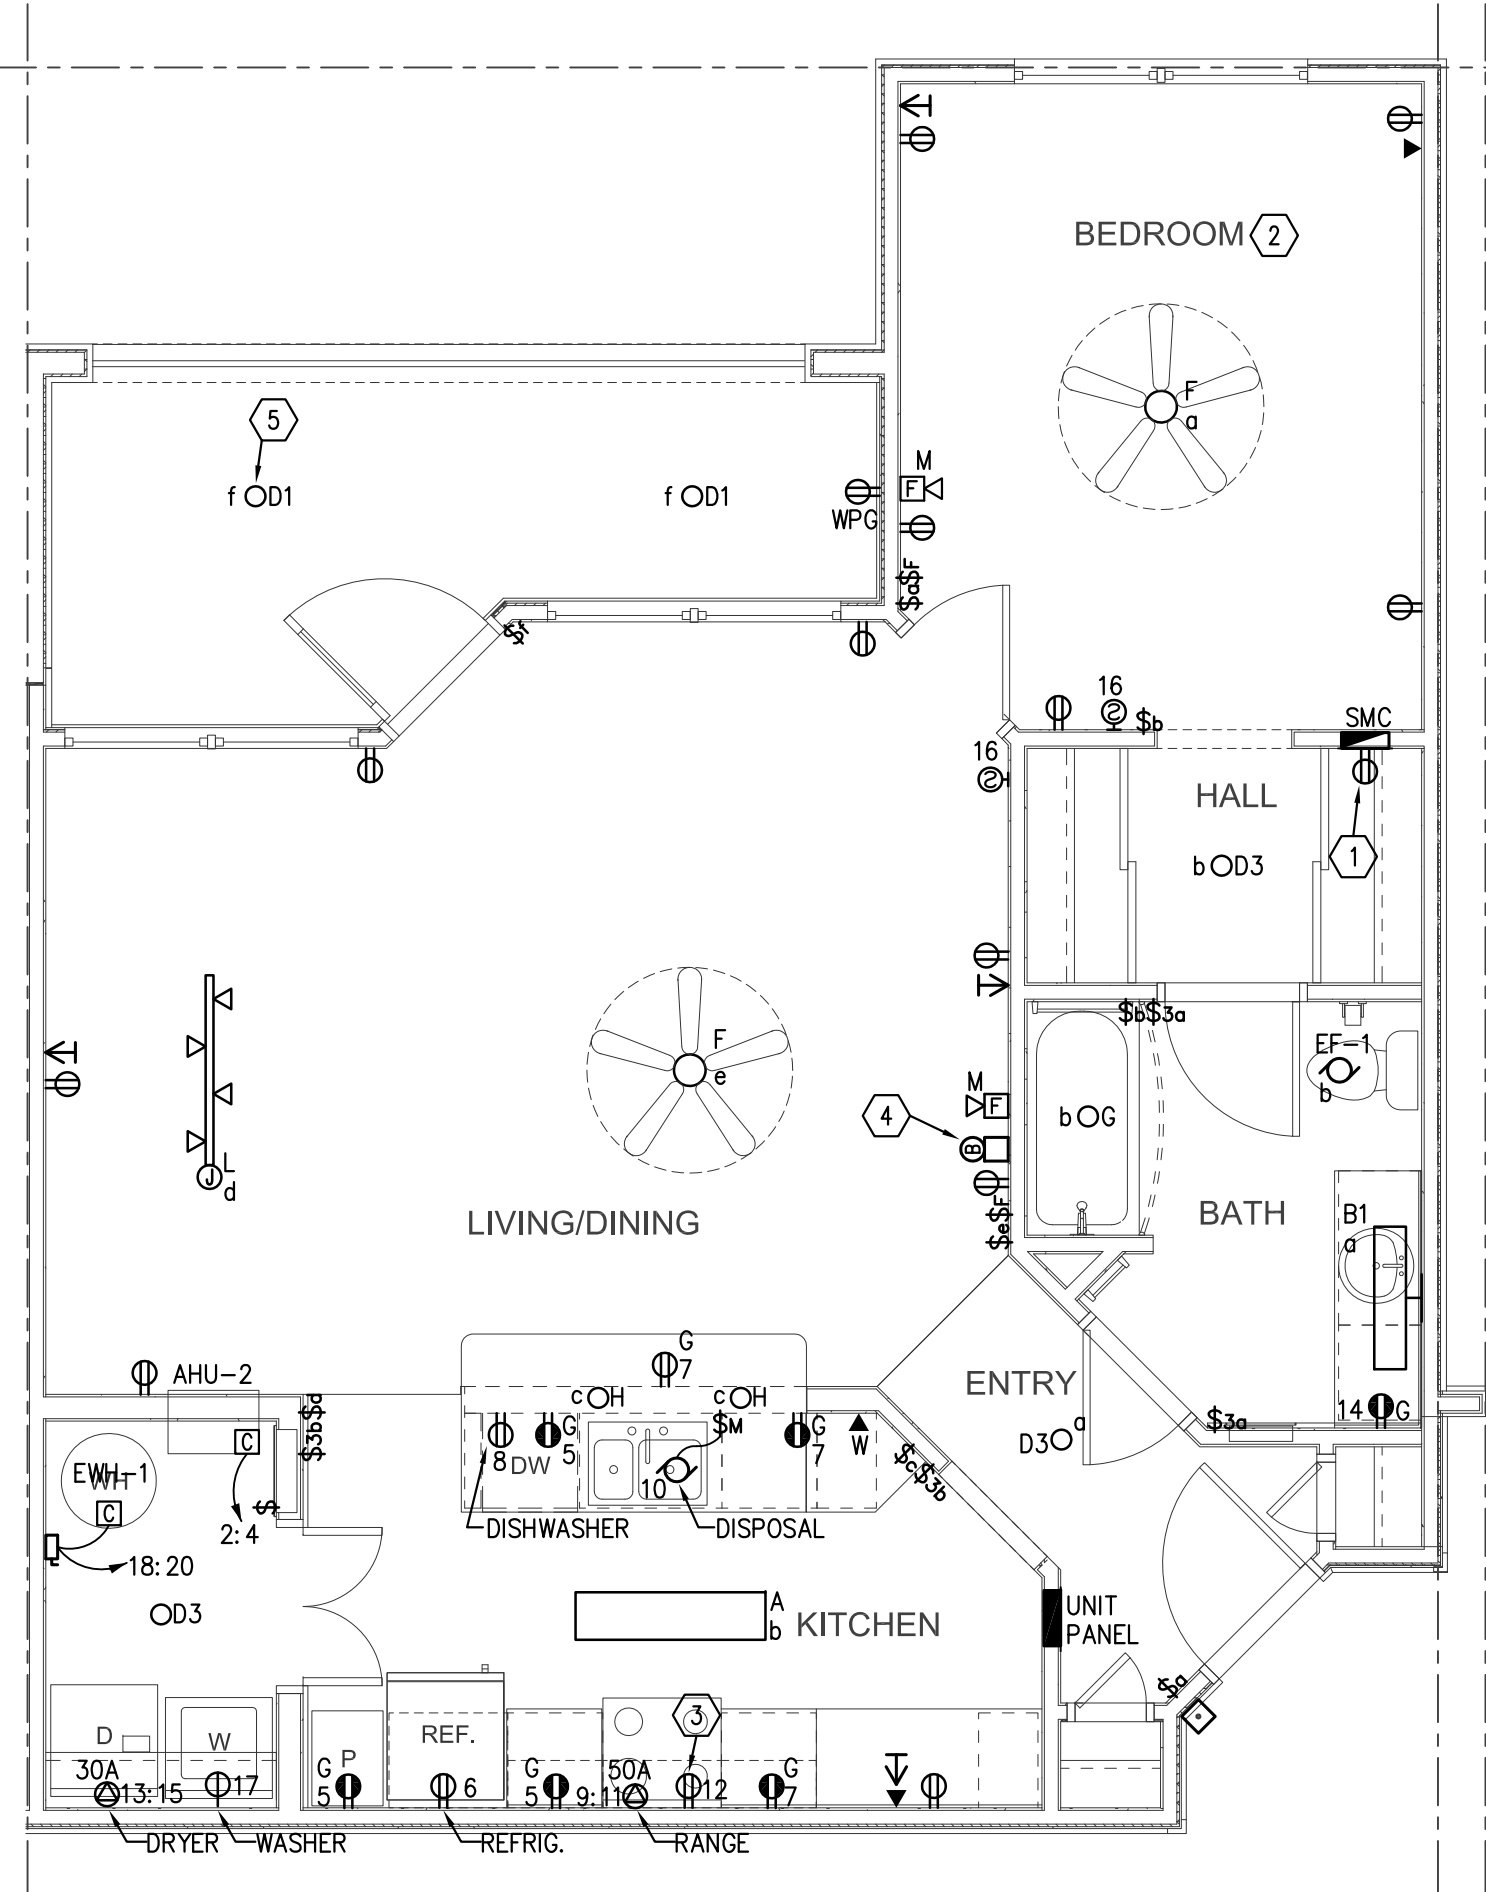 BEDROOM 2
F
a
5
f D1
f D1
M
F
WPG
$F
$a
$f
16
$b
SMC
16
HALL
b D3
1
$b $3a
EF-1
b
F
e
M
F
4
B
b G
J
L
d
$F
$e
LIVING/DINING
BATH
B1
a
G
7
AHU-2
ENTRY
c H
c H
$M
$d
$3b
14 G
$3a
D3 a
G
5
8
DW
G
7
W
C
EWH-1
WH
10
$c $3b
C
$
DISHWASHER
DISPOSAL
2:4
18:20
D3
A
b
KITCHEN
UNIT
PANEL
$a
3
D
W
P
REF.
30A
13:15
17
G
5
6
G
5
50A
9:11
12
G
7
DRYER
WASHER
REFRIG.
RANGE